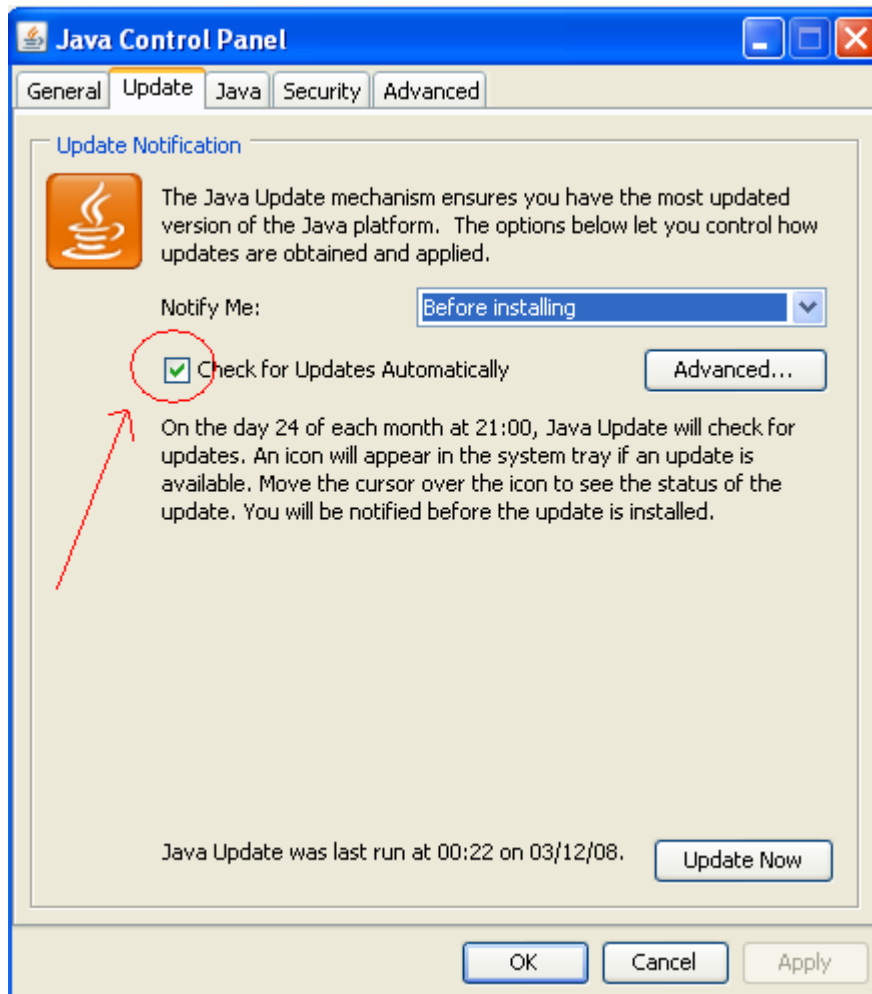 Java Control Panel
General Update Java Security Advanced
Update Notification
The Java Update mechanism ensures you have the most updated
version of the Java platform. The options below let you control how
updates are obtained and applied.
Notify Me: Before installing
Check for Updates Automatically Advanced...
On the day 24 of each month at 21:00, Java Update will check for
updates. An icon will appear in the system tray if an update is
available. Move the cursor over the icon to see the status of the
update. You will be notified before the update is installed.
Java Update was last run at 00:22 on 03/12/08. Update Now
OK Cancel Apply